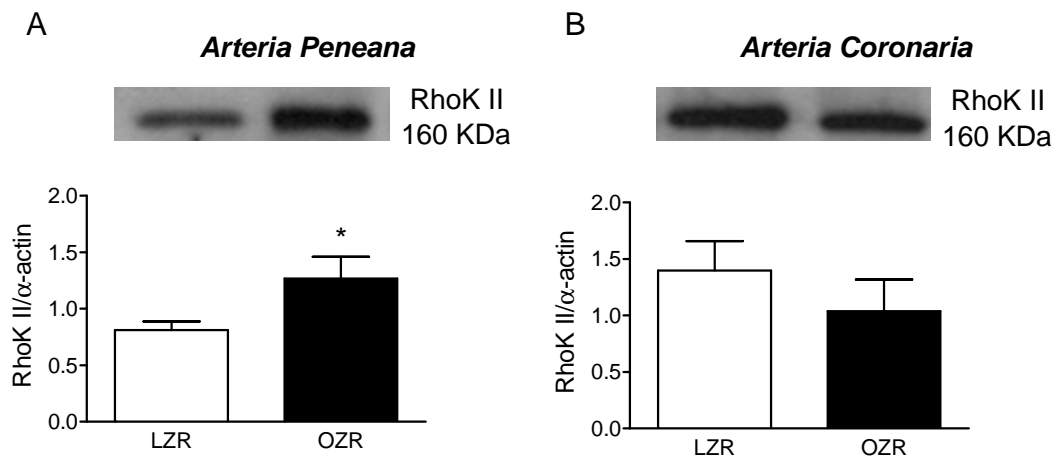 A
Arteria Peneana
RhoK II
160 KDa
RhoK II/α-actin
2.0
1.5
1.0
0.5
0.0
*
LZR
OZR
B
Arteria Coronaria
RhoK II
160 KDa
RhoK II/α-actin
2.0
1.5
1.0
0.5
0.0
LZR
OZR